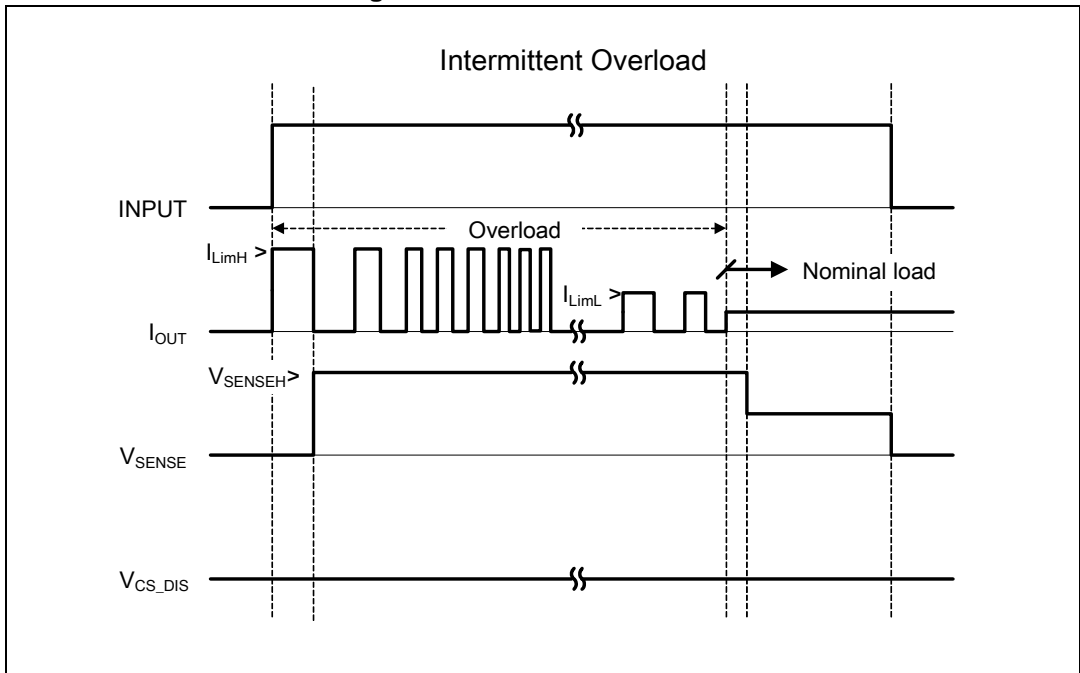 Intermittent Overload
INPUT
Overload
I_LimH >
Nominal load
I_LimL >
I_OUT
V_SENSEH>
V_SENSE
V_CS_DIS